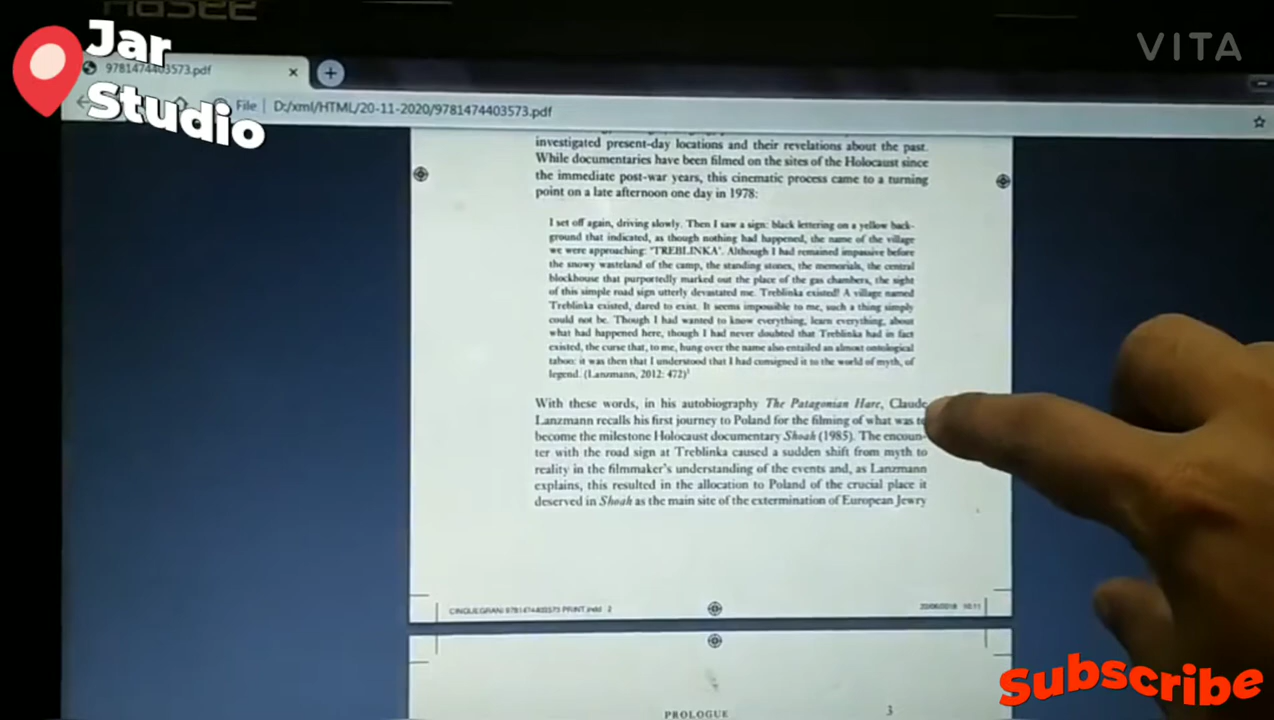 Hasee
VITA
Jar
Studio
9781474403573.pdf
File | D:/xml/HTML/20-11-2020/9781474403573.pdf
investigated present-day locations and their revelations about the past.
While documentaries have been filmed on the sites of the Holocaust since
the immediate post-war years, this cinematic process came to a turning
point on a late afternoon one day in 1978:
I set off again, driving slowly. Then I saw a sign: black lettering on a yellow back-
ground that indicated, as though nothing had happened, the name of the village
we were approaching: 'TREBLINKA'. Although I had remained impassive before
the snowy wasteland of the camp, the standing stones, the memorials, the central
blockhouse that purportedly marked out the place of the gas chambers, the sight
of this simple road sign utterly devastated me. Treblinka existed! A village named
Treblinka existed, dared to exist. It seems impossible to me, such a thing simply
could not be. Though I had wanted to know everything, learn everything, about
what had happened here, though I had never doubted that Treblinka had in fact
existed, the curse that, to me, hung over the name also entailed an almost ontological
taboo: it was then that I understood that I had consigned it to the world of myth, of
legend. (Lanzmann, 2012: 472)¹
With these words, in his autobiography The Patagonian Hare, Claude
Lanzmann recalls his first journey to Poland for the filming of what was to
become the milestone Holocaust documentary Shoah (1985). The encoun-
ter with the road sign at Treblinka caused a sudden shift from myth to
reality in the filmmaker's understanding of the events and, as Lanzmann
explains, this resulted in the allocation to Poland of the crucial place it
deserved in Shoah as the main site of the extermination of European Jewry
CINQUEGRANI 9781474403573 PRINT.indd 2
20/06/2018 10:11
PROLOGUE
3
Subscribe